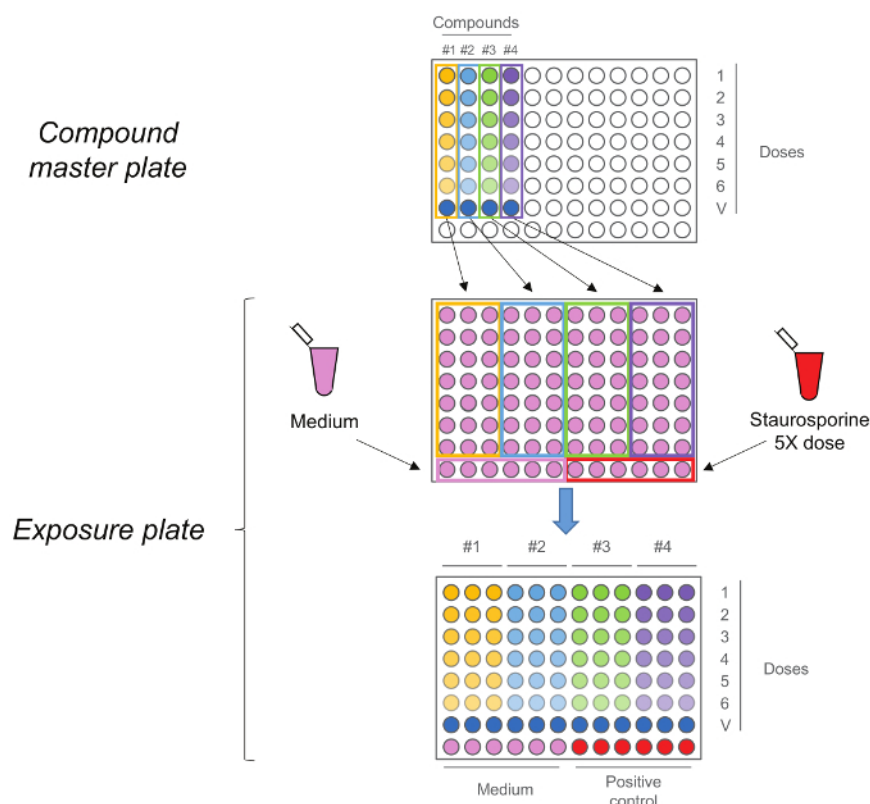 Compounds
#1 #2 #3 #4
Compound
master plate
1
2
3
4
5
6
V
Doses
Medium
Staurosporine
5X dose
Exposure plate
#1 #2 #3 #4
1
2
3
4
5
6
V
Doses
Medium
Positive
control